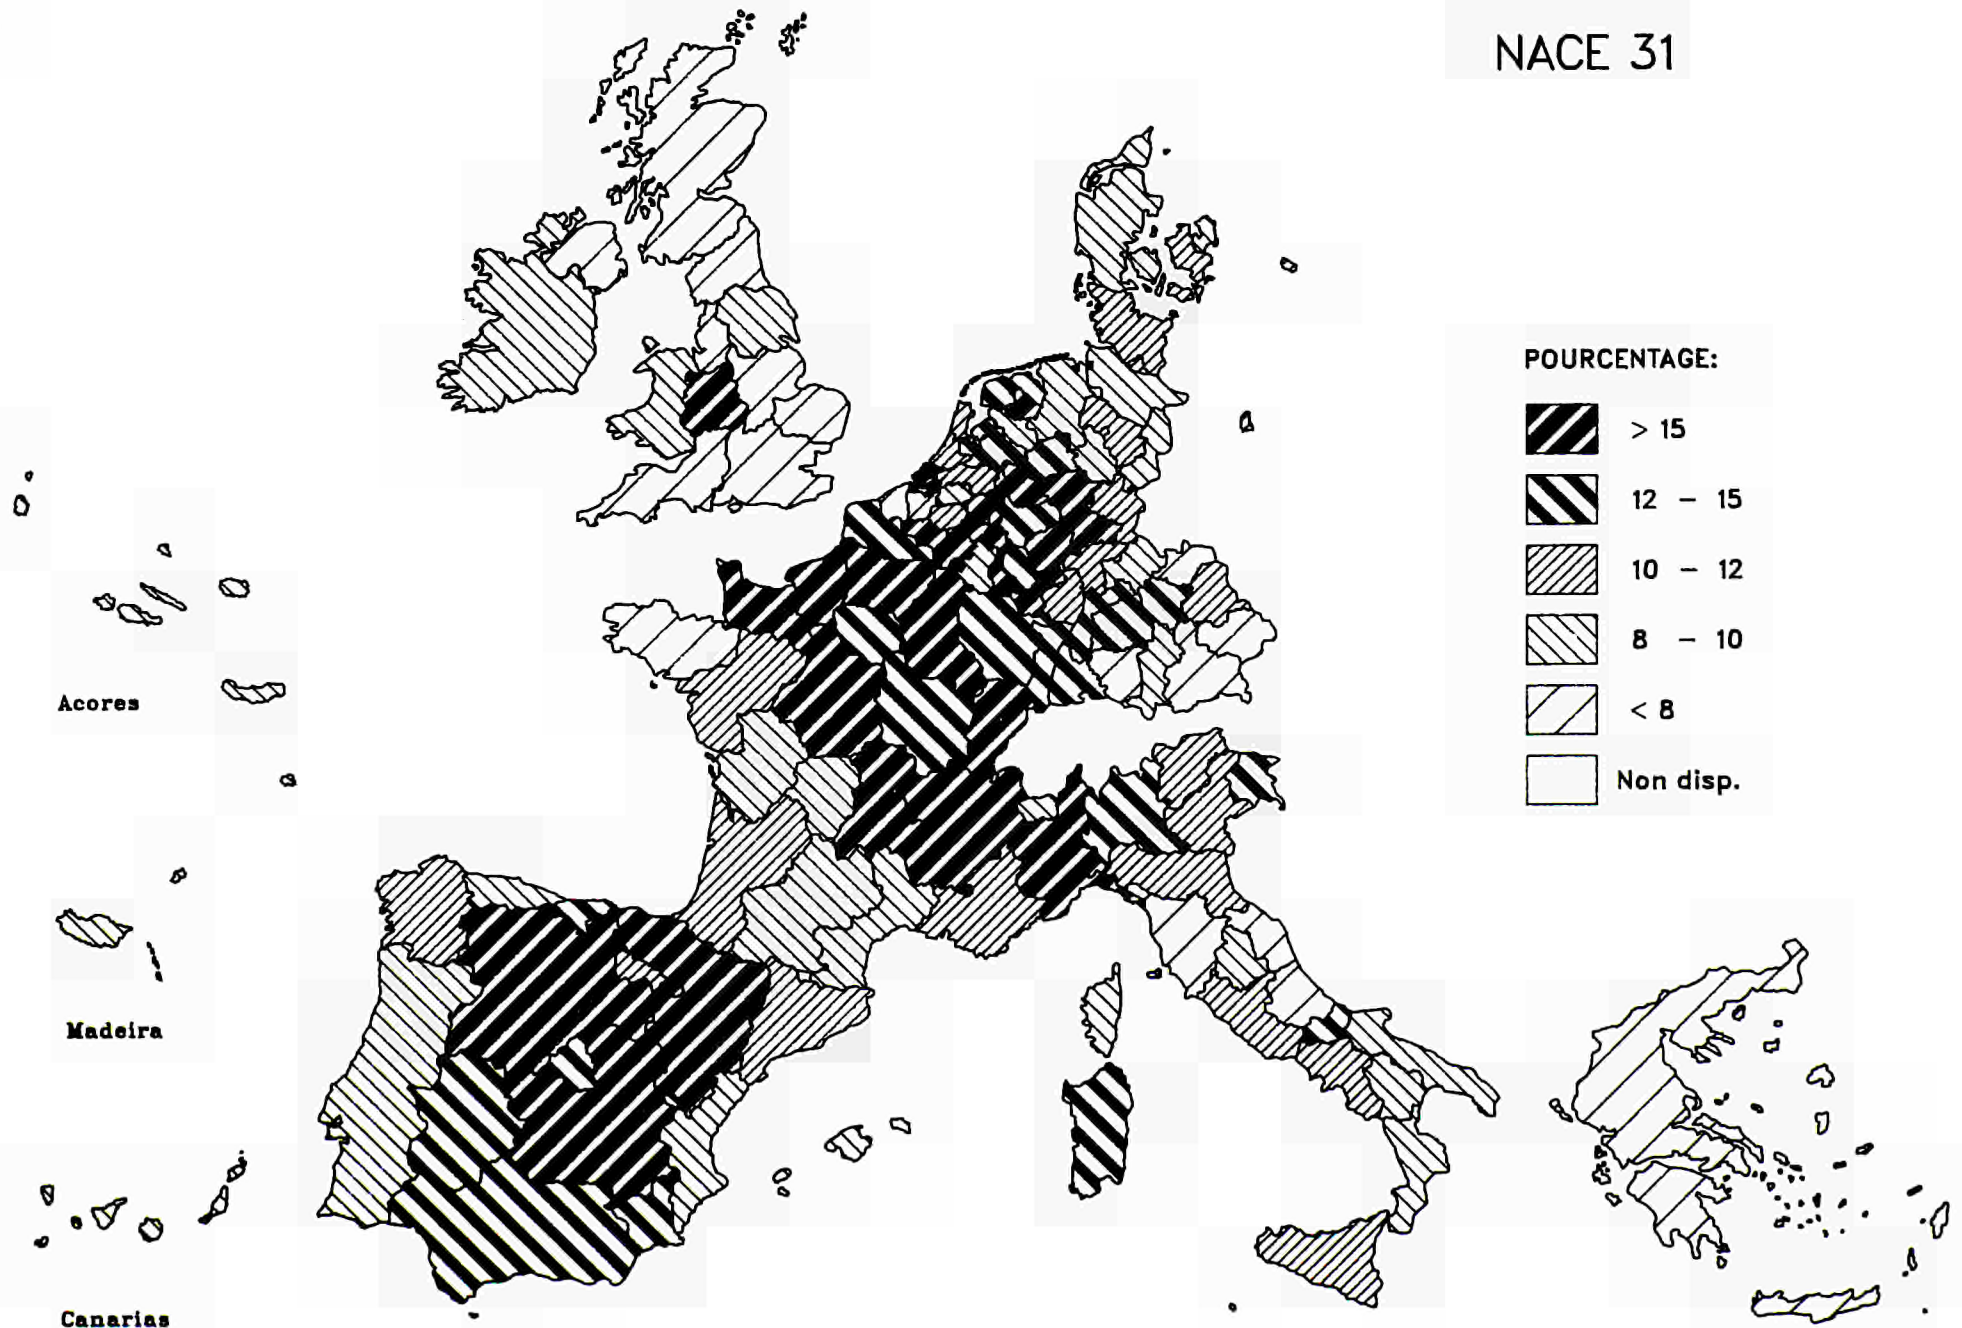 NACE 31
POURCENTAGE:
> 15
12 - 15
10 - 12
8 - 10
< 8
Non disp.
Acores
Madeira
Canarias